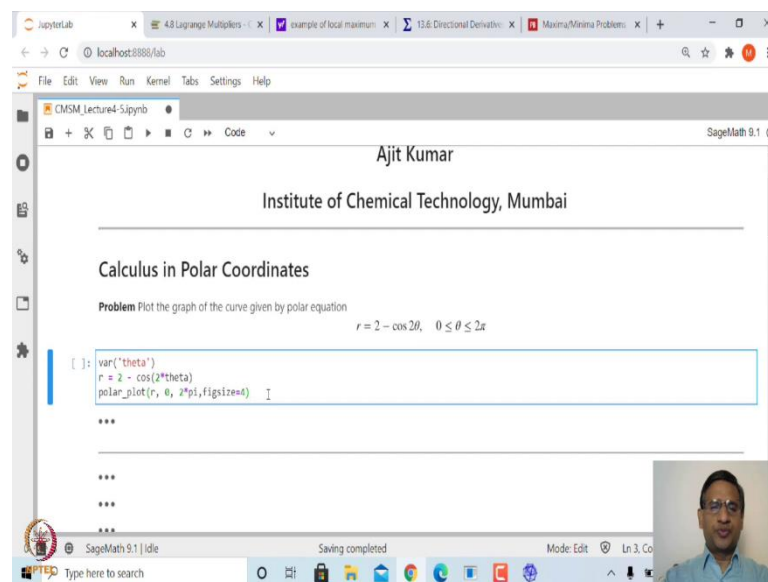 JupyterLab
4.8 Lagrange Multipliers - C
example of local maximum
13.6: Directional Derivative
Maxima/Minima Problems
localhost:8888/lab
File Edit View Run Kernel Tabs Settings Help
CMSM_Lecture4-5.ipynb
Code
SageMath 9.1
Ajit Kumar
Institute of Chemical Technology, Mumbai
Calculus in Polar Coordinates
Problem Plot the graph of the curve given by polar equation
r = 2 − cos 2θ, 0 ≤ θ ≤ 2π
[ ]: var('theta')
r = 2 - cos(2*theta)
polar_plot(r, 0, 2*pi,figsize=4)
SageMath 9.1 | Idle
Saving completed
Mode: Edit
Ln 3, Co
Type here to search